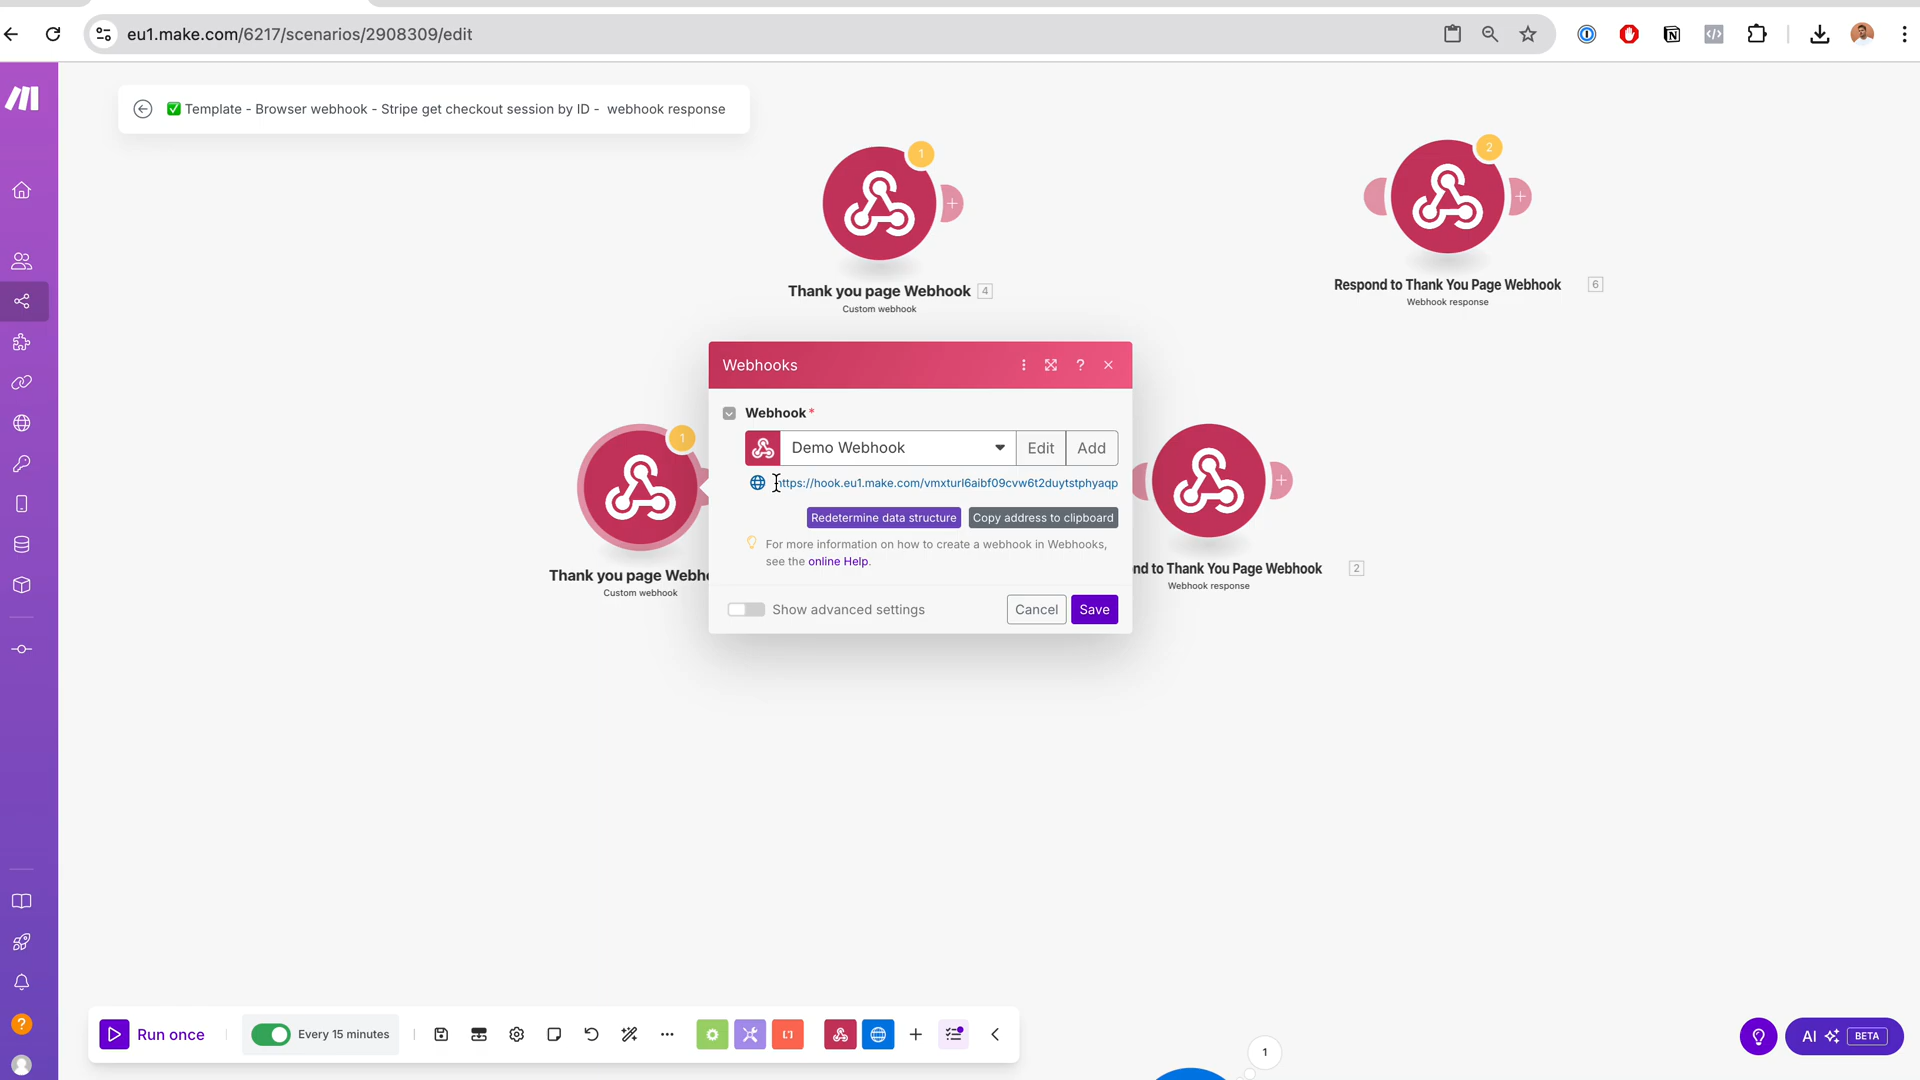 eu1.make.com/6217/scenarios/2908309/edit
✅ Template - Browser webhook - Stripe get checkout session by ID - webhook response
1
2
Thank you page Webhook 4
Custom webhook
Respond to Thank You Page Webhook 6
Webhook response
Webhooks
?
Webhook *
Demo Webhook
Edit
Add
https://hook.eu1.make.com/vmxturl6aibf09cvw6t2duytstphyaqp
Redetermine data structure
Copy address to clipboard
For more information on how to create a webhook in Webhooks,
see the online Help.
Show advanced settings
Cancel
Save
1
Thank you page Webho
Custom webhook
nd to Thank You Page Webhook 2
Webhook response
Run once
Every 15 minutes
1
AI
BETA
?